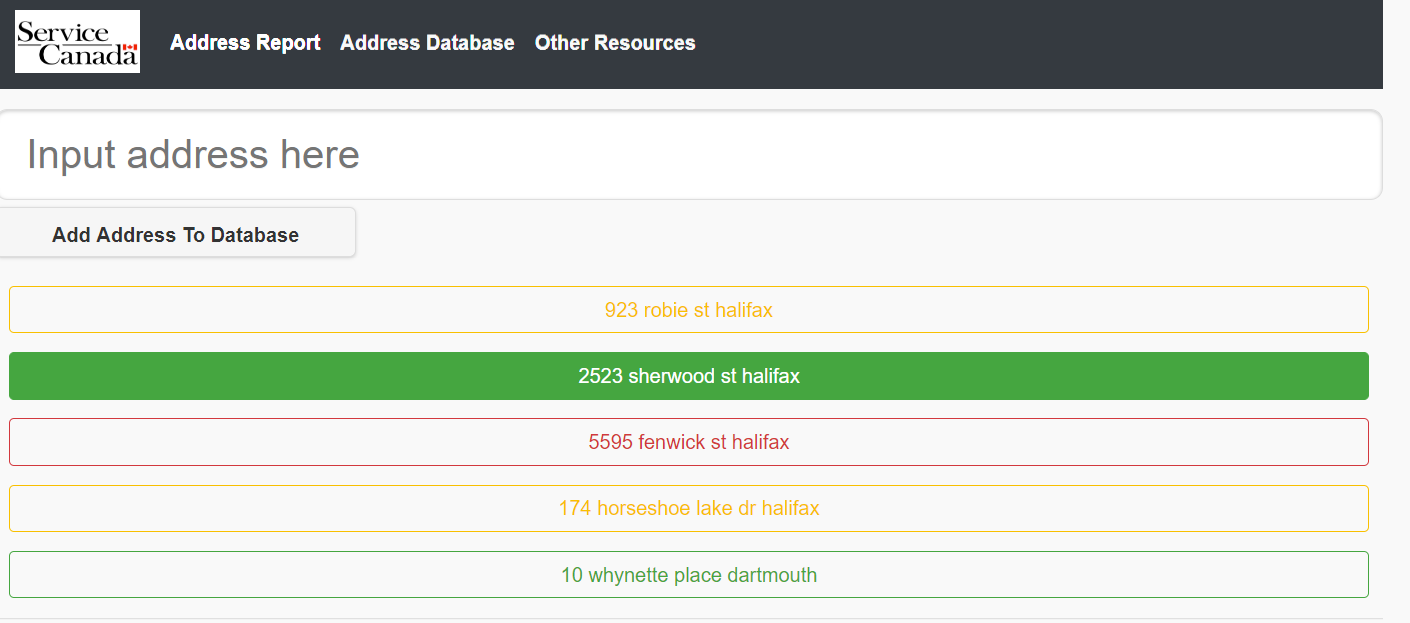 Service
Canada
Address Report Address Database Other Resources
Input address here
Add Address To Database
923 robie st halifax
2523 sherwood st halifax
5595 fenwick st halifax
174 horseshoe lake dr halifax
10 whynette place dartmouth